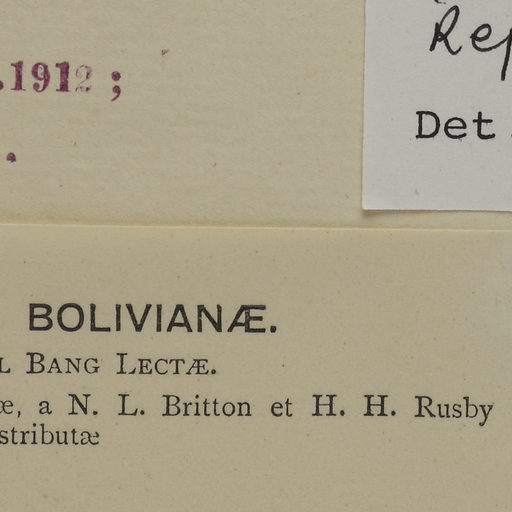 .1912 ;
.
Rep
Det.
BOLIVIANÆ.
L BANG LECTÆ.
æ, a N. L. Britton et H. H. Rusby
stributæ